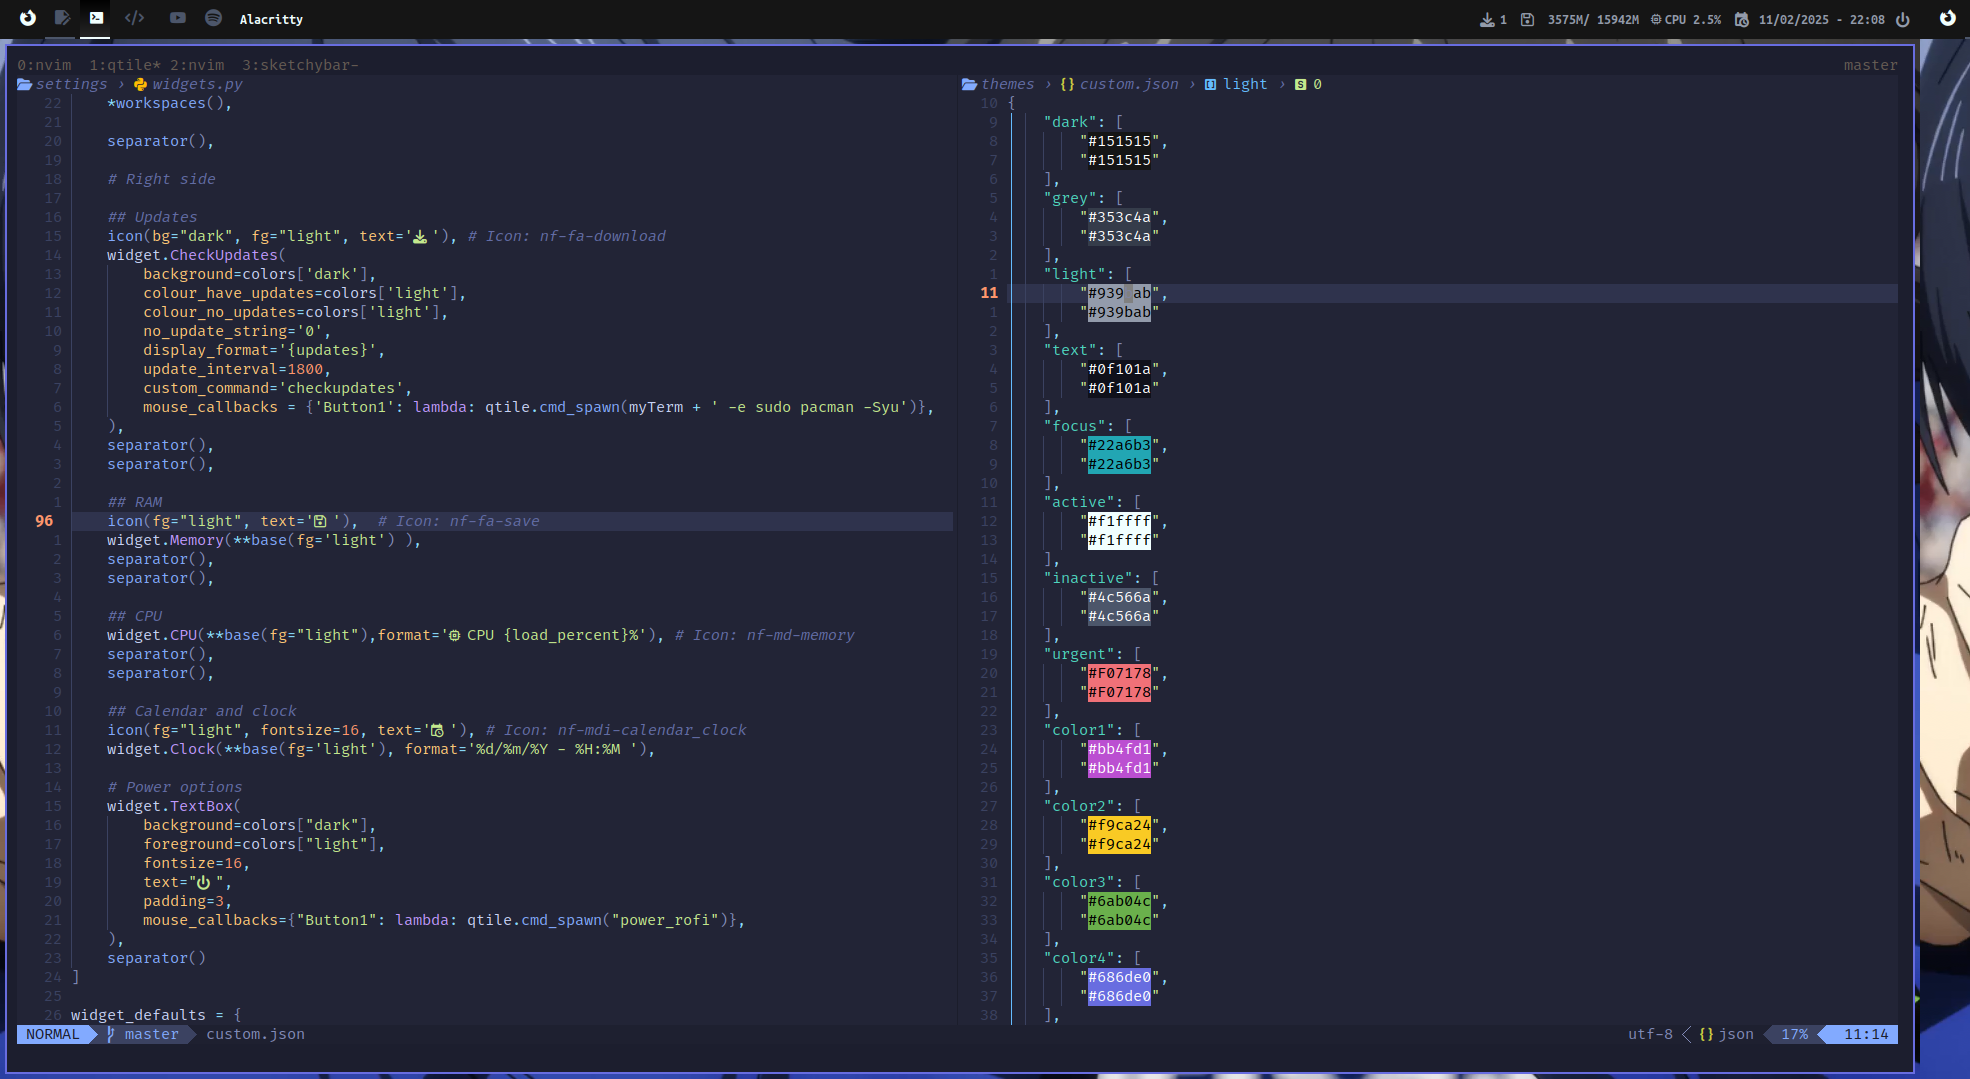 Alacritty
1
3575M/ 15942M
CPU 2.5%
11/02/2025 - 22:08
0:nvim  1:qtile* 2:nvim  3:sketchybar-
master
settings › widgets.py
22     *workspaces(),
21
20     separator(),
19
18     # Right side
17
16     ## Updates
15     icon(bg="dark", fg="light", text=' '), # Icon: nf-fa-download
14     widget.CheckUpdates(
13         background=colors['dark'],
12         colour_have_updates=colors['light'],
11         colour_no_updates=colors['light'],
10         no_update_string='0',
9         display_format='{updates}',
8         update_interval=1800,
7         custom_command='checkupdates',
6         mouse_callbacks = {'Button1': lambda: qtile.cmd_spawn(myTerm + ' -e sudo pacman -Syu')},
5     ),
4     separator(),
3     separator(),
2
1     ## RAM
96     icon(fg="light", text=' '),  # Icon: nf-fa-save
1     widget.Memory(**base(fg='light') ),
2     separator(),
3     separator(),
4
5     ## CPU
6     widget.CPU(**base(fg="light"),format=' CPU {load_percent}%'), # Icon: nf-md-memory
7     separator(),
8     separator(),
9
10     ## Calendar and clock
11     icon(fg="light", fontsize=16, text=' '), # Icon: nf-mdi-calendar_clock
12     widget.Clock(**base(fg='light'), format='%d/%m/%Y - %H:%M '),
13
14     # Power options
15     widget.TextBox(
16         background=colors["dark"],
17         foreground=colors["light"],
18         fontsize=16,
19         text=" ",
20         padding=3,
21         mouse_callbacks={"Button1": lambda: qtile.cmd_spawn("power_rofi")},
22     ),
23     separator()
24 ]
25
26 widget_defaults = {
themes › {} custom.json › light › 0
10 {
9     "dark": [
8         "#151515",
7         "#151515"
6     ],
5     "grey": [
4         "#353c4a",
3         "#353c4a"
2     ],
1     "light": [
11         "#939 ab",
1         "#939bab"
2     ],
3     "text": [
4         "#0f101a",
5         "#0f101a"
6     ],
7     "focus": [
8         "#22a6b3",
9         "#22a6b3"
10     ],
11     "active": [
12         "#f1ffff",
13         "#f1ffff"
14     ],
15     "inactive": [
16         "#4c566a",
17         "#4c566a"
18     ],
19     "urgent": [
20         "#F07178",
21         "#F07178"
22     ],
23     "color1": [
24         "#bb4fd1",
25         "#bb4fd1"
26     ],
27     "color2": [
28         "#f9ca24",
29         "#f9ca24"
30     ],
31     "color3": [
32         "#6ab04c",
33         "#6ab04c"
34     ],
35     "color4": [
36         "#686de0",
37         "#686de0"
38     ],
NORMAL  master  custom.json
utf-8  {} json  17%  11:14